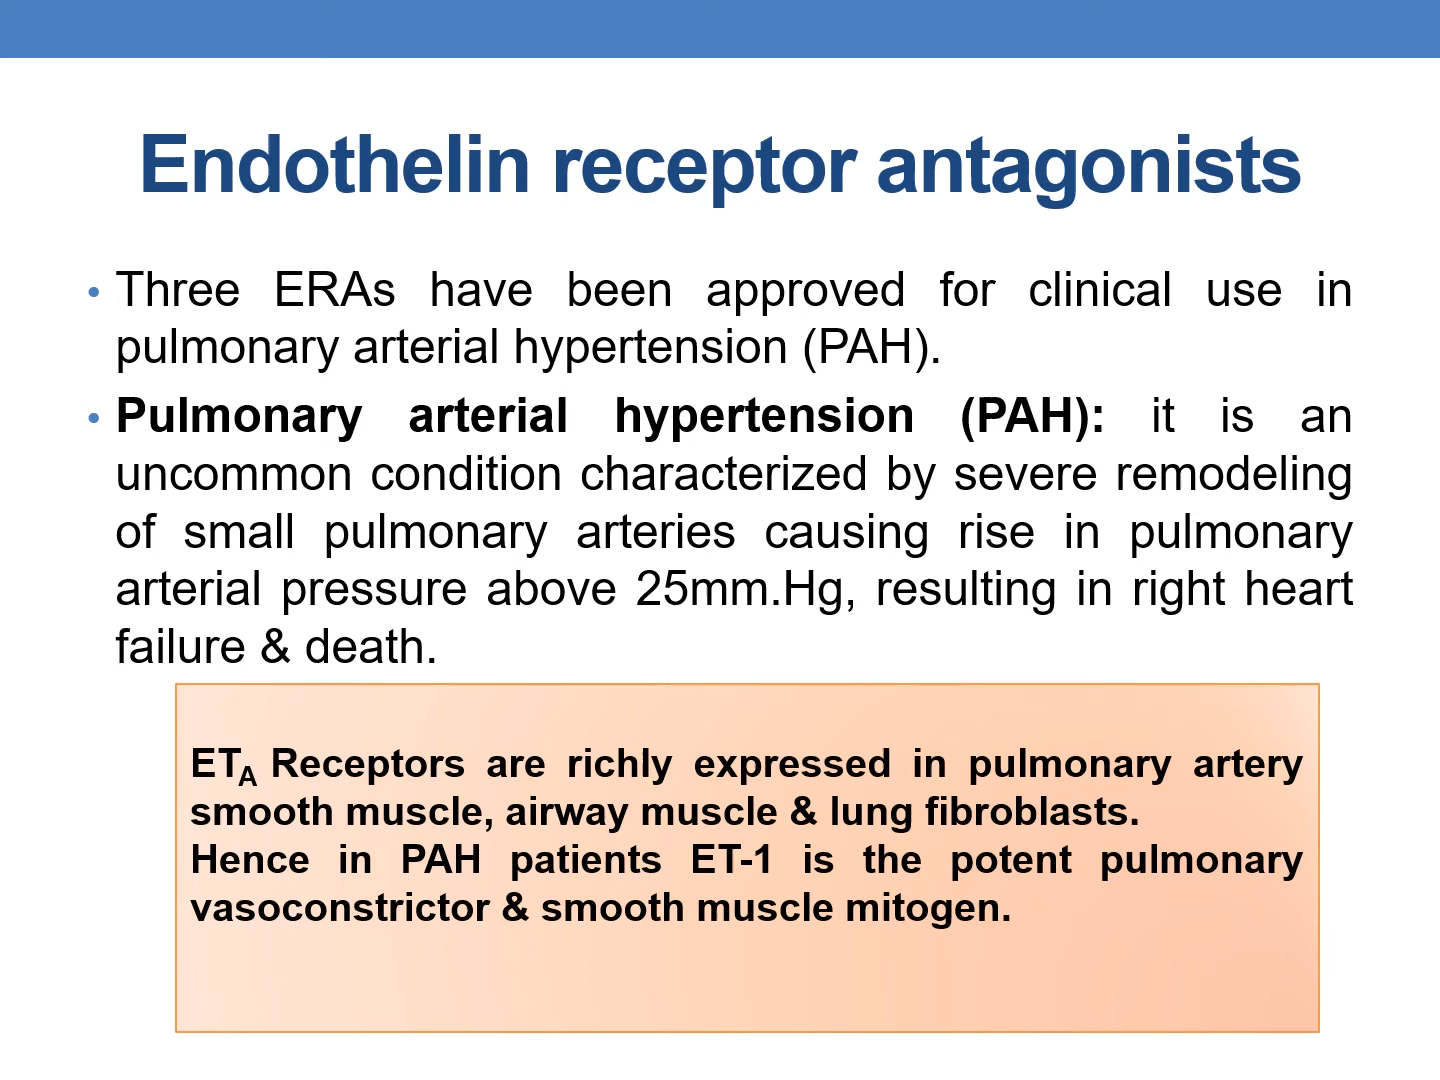 Endothelin receptor antagonists
• Three ERAs have been approved for clinical use in
pulmonary arterial hypertension (PAH).
• Pulmonary arterial hypertension (PAH): it is an
uncommon condition characterized by severe remodeling
of small pulmonary arteries causing rise in pulmonary
arterial pressure above 25mm.Hg, resulting in right heart
failure & death.
ETA Receptors are richly expressed in pulmonary artery
smooth muscle, airway muscle & lung fibroblasts.
Hence in PAH patients ET-1 is the potent pulmonary
vasoconstrictor & smooth muscle mitogen.